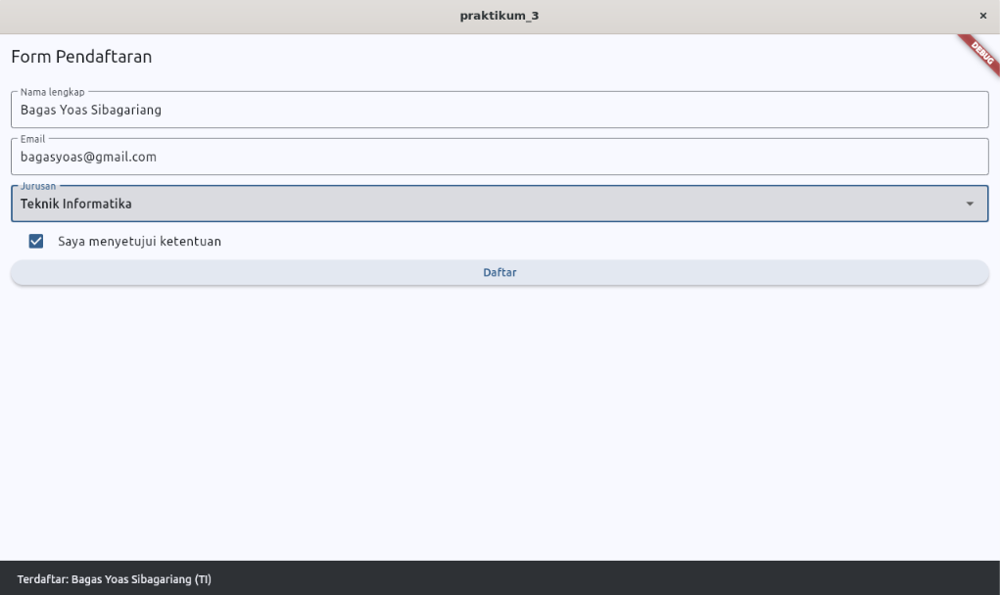 praktikum_3
DEBUG
Form Pendaftaran
Nama lengkap
Bagas Yoas Sibagariang
Email
bagasyoas@gmail.com
Jurusan
Teknik Informatika
Saya menyetujui ketentuan
Daftar
Terdaftar: Bagas Yoas Sibagariang (TI)